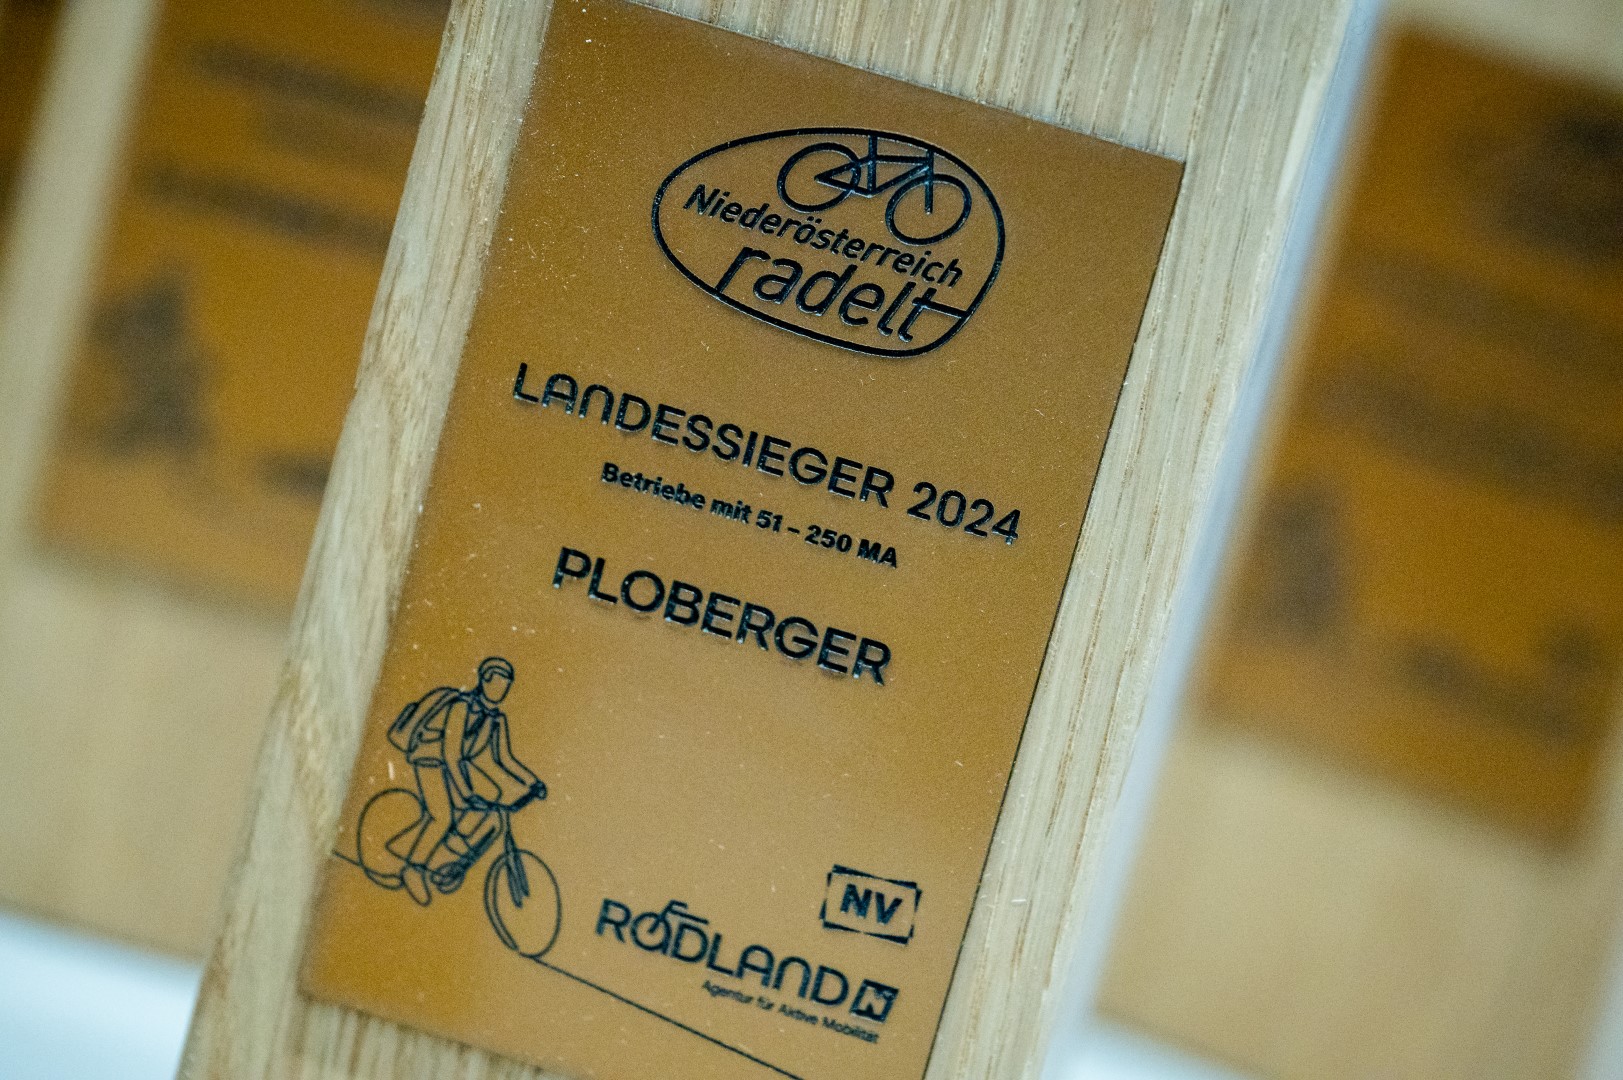 Niederösterreich
radelt
LANDESSIEGER 2024
Betriebe mit 51 – 250 MA
PLOBERGER
NV
RADLAND N
Agentur für Aktive Mobilität